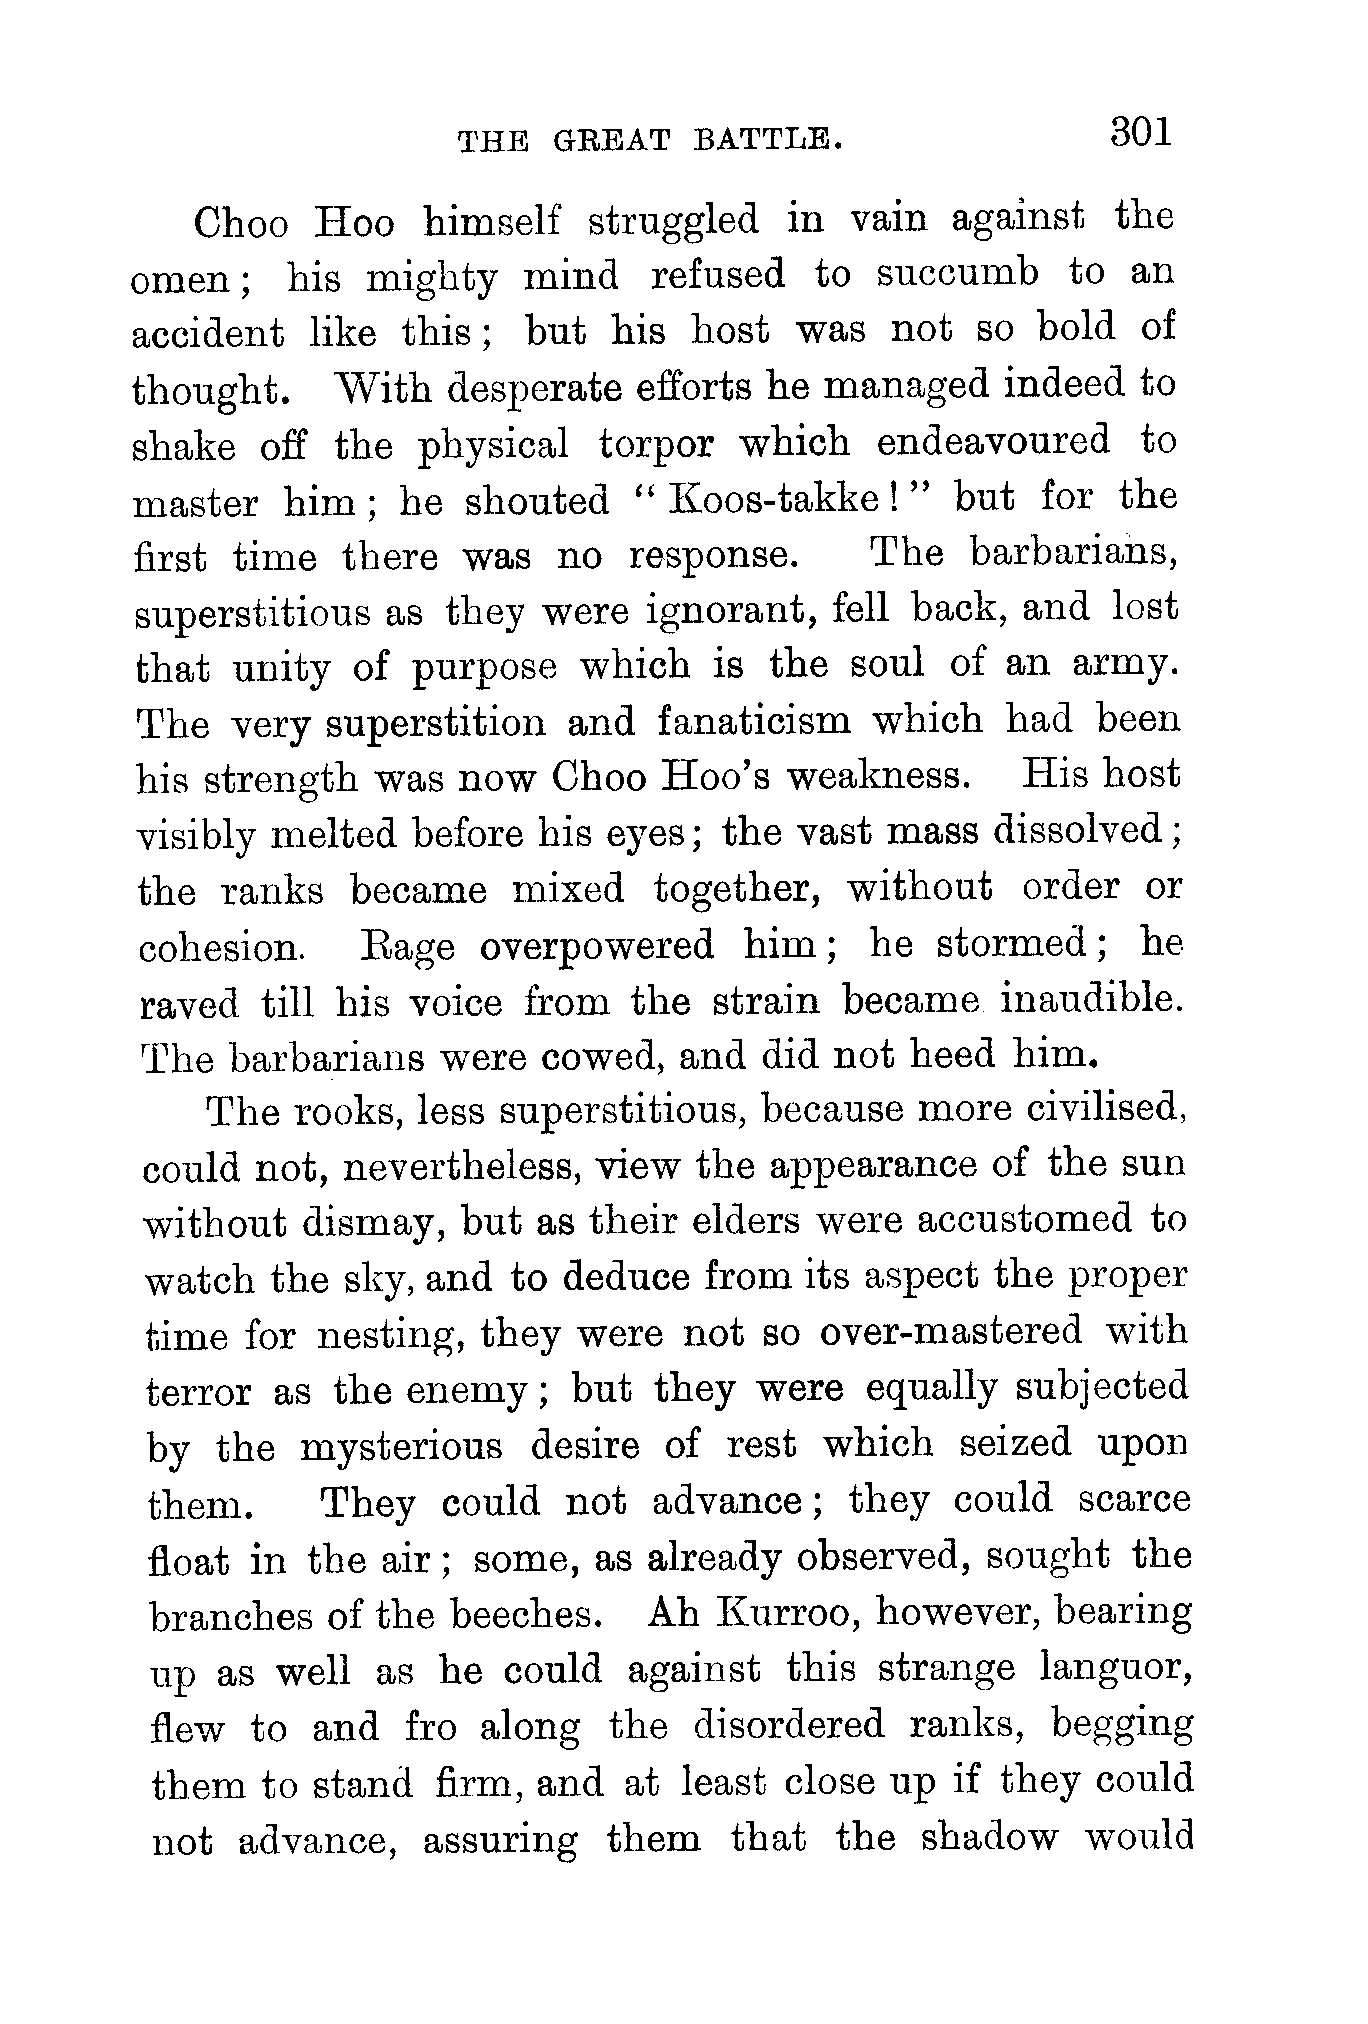 THE GREAT BATTLE. 301
Choo Hoo himself struggled in vain against the
omen; his mighty mind refused to succumb to an
accident like this; but his host was not so bold of
thought. With desperate efforts he managed indeed to
shake off the physical torpor which endeavoured to
master him; he shouted “Koos-takke!” but for the
first time there was no response. The barbarians,
superstitious as they were ignorant, fell back, and lost
that unity of purpose which is the soul of an army.
The very superstition and fanaticism which had been
his strength was now Choo Hoo’s weakness. His host
visibly melted before his eyes; the vast mass dissolved;
the ranks became mixed together, without order or
cohesion. Rage overpowered him; he stormed; he
raved till his voice from the strain became inaudible.
The barbarians were cowed, and did not heed him.
The rooks, less superstitious, because more civilised,
could not, nevertheless, view the appearance of the sun
without dismay, but as their elders were accustomed to
watch the sky, and to deduce from its aspect the proper
time for nesting, they were not so over-mastered with
terror as the enemy; but they were equally subjected
by the mysterious desire of rest which seized upon
them. They could not advance; they could scarce
float in the air; some, as already observed, sought the
branches of the beeches. Ah Kurroo, however, bearing
up as well as he could against this strange languor,
flew to and fro along the disordered ranks, begging
them to stand firm, and at least close up if they could
not advance, assuring them that the shadow would